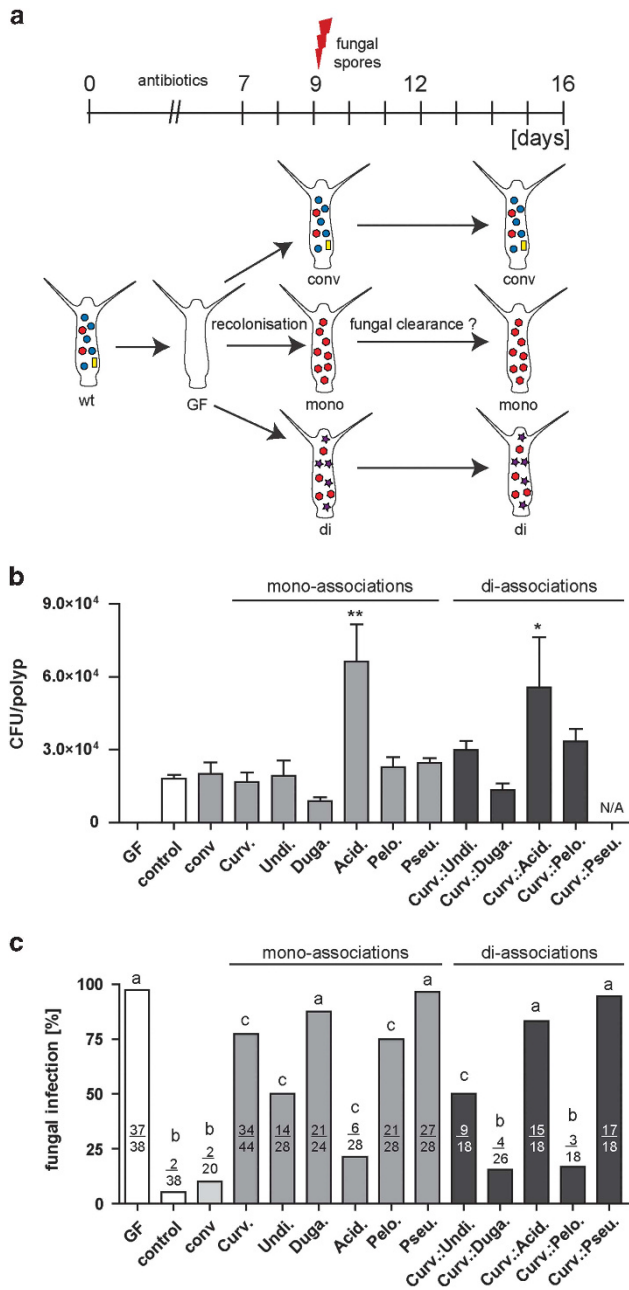 a
fungal
spores
0 antibiotics 7 9 12 16
[days]
conv conv
recolonisation fungal clearance ?
wt GF mono mono
di di
b
mono-associations di-associations
9.0×10⁴
6.0×10⁴
3.0×10⁴
0
CFU/polyp
** *
N/A
GF control conv Curv. Undi. Duga. Acid. Pelo. Pseu. Curv.:Undi. Curv.:Duga. Curv.:Acid. Curv.:Pelo. Curv.:Pseu.
c
mono-associations di-associations
100
75
50
25
0
fungal infection [%]
a b b c c a c c a c b a b a
37/38 2/38 2/20 34/44 14/28 21/24 6/28 21/28 27/28 9/18 4/26 15/18 3/18 17/18
GF control conv Curv. Undi. Duga. Acid. Pelo. Pseu. Curv.:Undi. Curv.:Duga. Curv.:Acid. Curv.:Pelo. Curv.:Pseu.